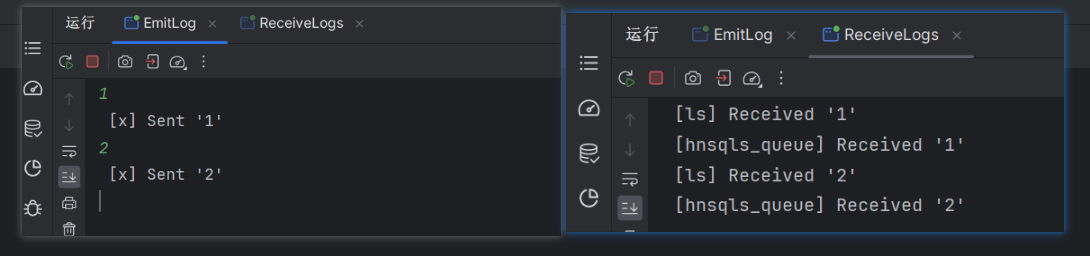 运行 EmitLog × ReceiveLogs ×
1
[x] Sent '1'
2
[x] Sent '2'
运行 EmitLog × ReceiveLogs ×
[ls] Received '1'
[hnsqls_queue] Received '1'
[ls] Received '2'
[hnsqls_queue] Received '2'